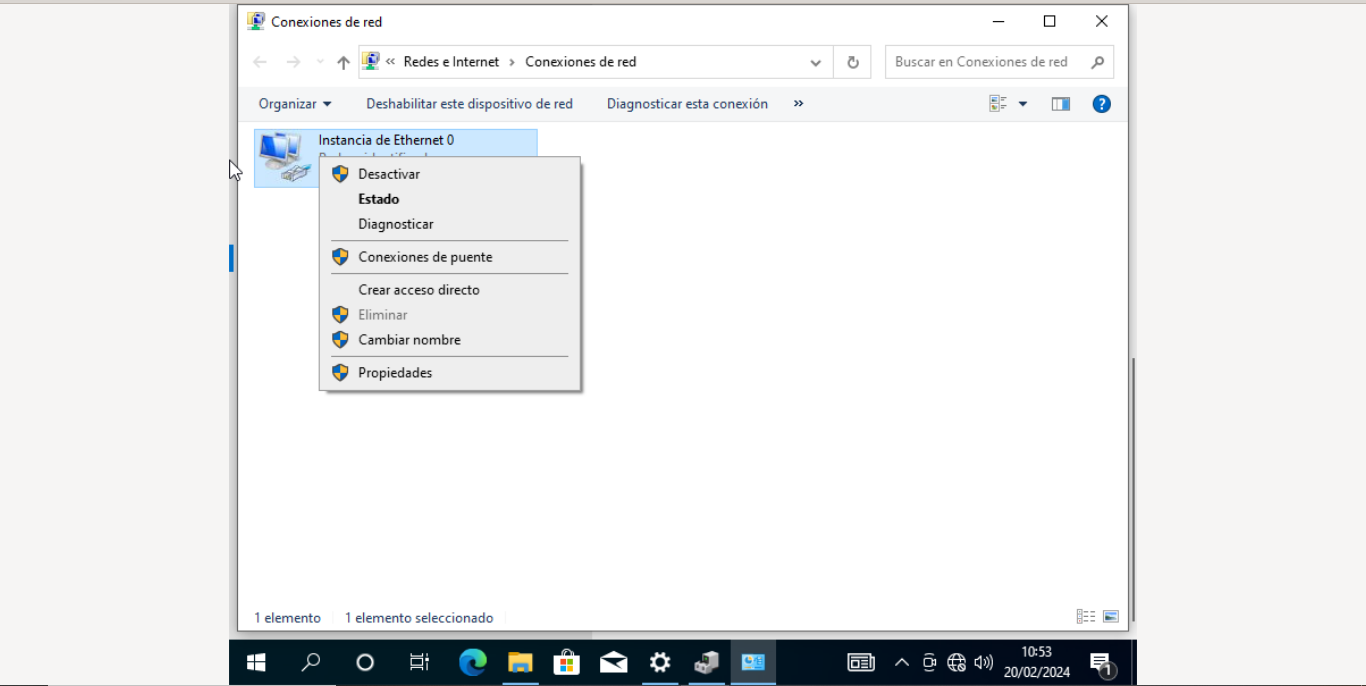 Conexiones de red
« Redes e Internet › Conexiones de red
Buscar en Conexiones de red
Organizar Deshabilitar este dispositivo de red Diagnosticar esta conexión »
Instancia de Ethernet 0
Desactivar
Estado
Diagnosticar
Conexiones de puente
Crear acceso directo
Eliminar
Cambiar nombre
Propiedades
1 elemento 1 elemento seleccionado
10:53
20/02/2024
1